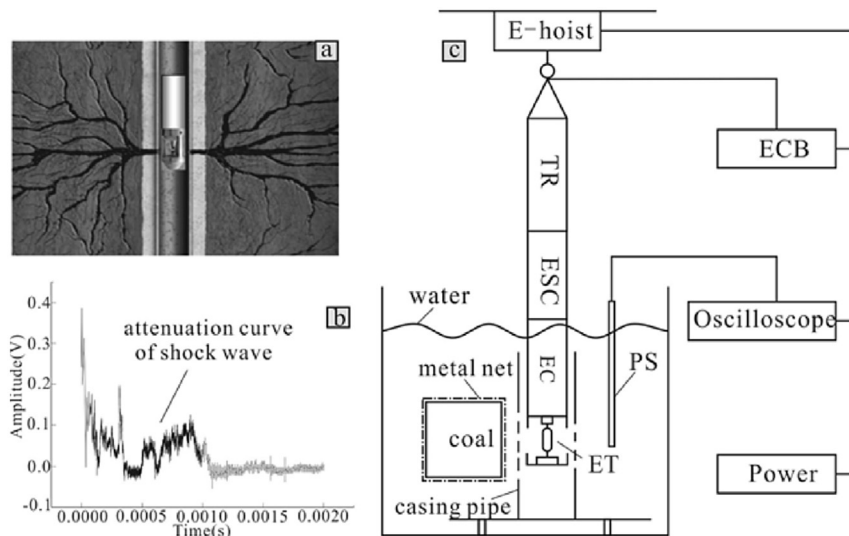 a
b
attenuation curve
of shock wave
Amplitude(V)
0.4
0.3
0.2
0.1
0.0
-0.1
0.0000 0.0005 0.0010 0.0015 0.0020
Time(s)
c
E-hoist
ECB
TR
ESC
water
Oscilloscope
metal net
EC
PS
coal
ET
Power
casing pipe